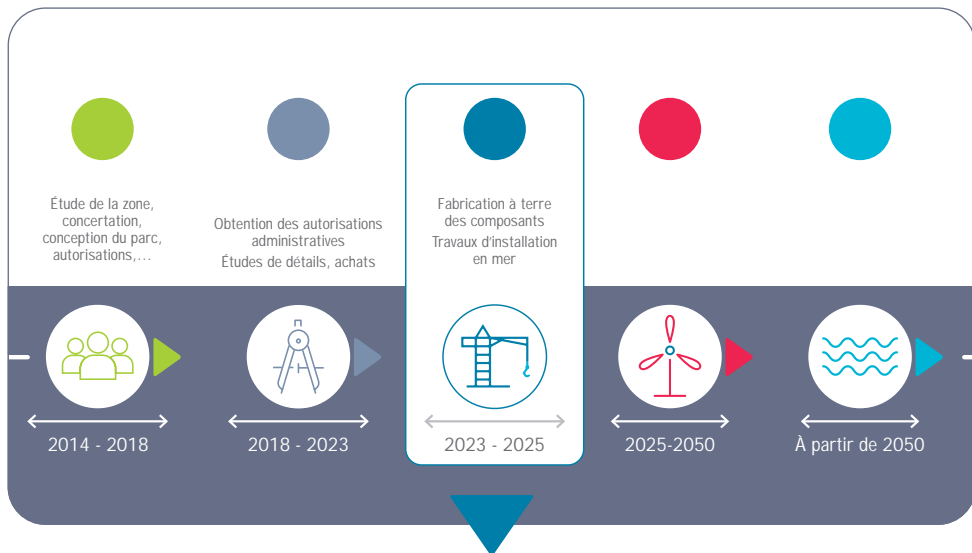 Étude de la zone,
concertation,
conception du parc,
autorisations,…
Obtention des autorisations
administratives
Études de détails, achats
Fabrication à terre
des composants
Travaux d'installation
en mer
2014 - 2018
2018 - 2023
2023 - 2025
2025-2050
À partir de 2050